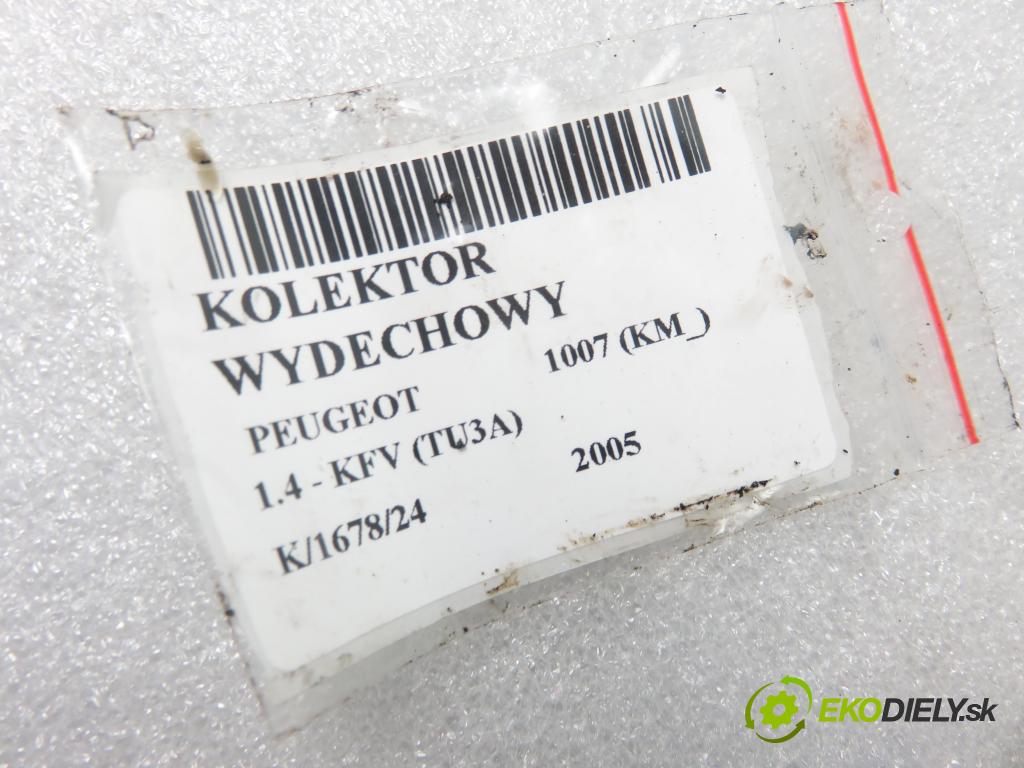 KOLEKTOR
WYDECHOWY
PEUGEOT 1007 (KM_)
1.4 - KFV (TU3A)
K/1678/24 2005
EKODIELY.sk